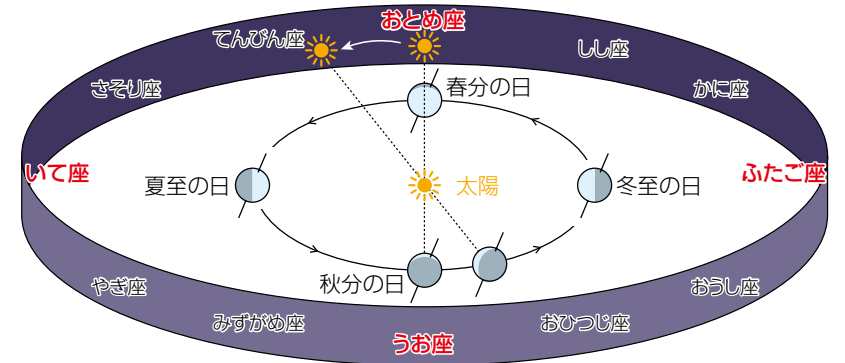 おとめ座
てんびん座
しし座
さそり座
春分の日
かに座
いて座
ふたご座
夏至の日
太陽
冬至の日
秋分の日
やぎ座
おうし座
みずがめ座
おひつじ座
うお座